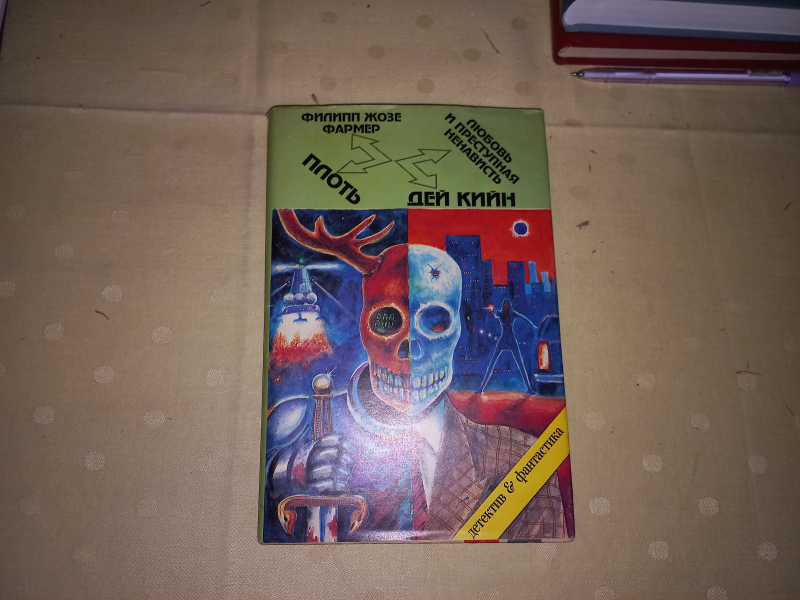 ФИЛИПП ЖОЗЕ
ФАРМЕР
ПЛОТЬ
ЛЮБОВЬ
И ПРЕСТУПНАЯ
НЕНАВИСТЬ
ДЕЙ КИЙН
детектив & фантастика